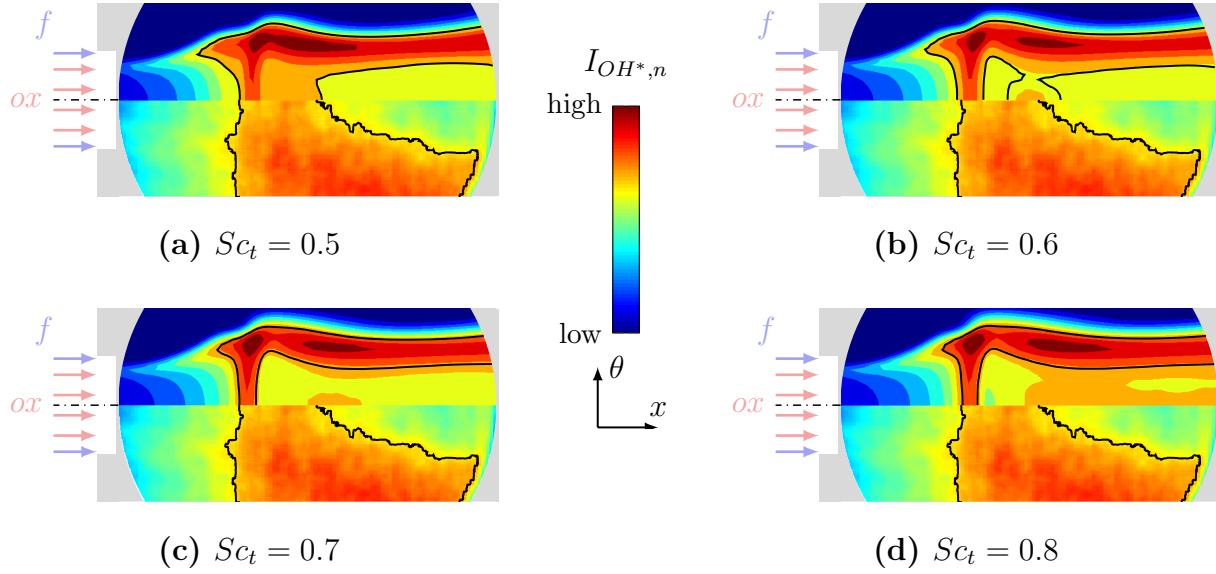 f
ox
(a) Sc_t = 0.5
I_{OH*,n}
high
low
θ
x
f
ox
(b) Sc_t = 0.6
f
ox
(c) Sc_t = 0.7
f
ox
(d) Sc_t = 0.8